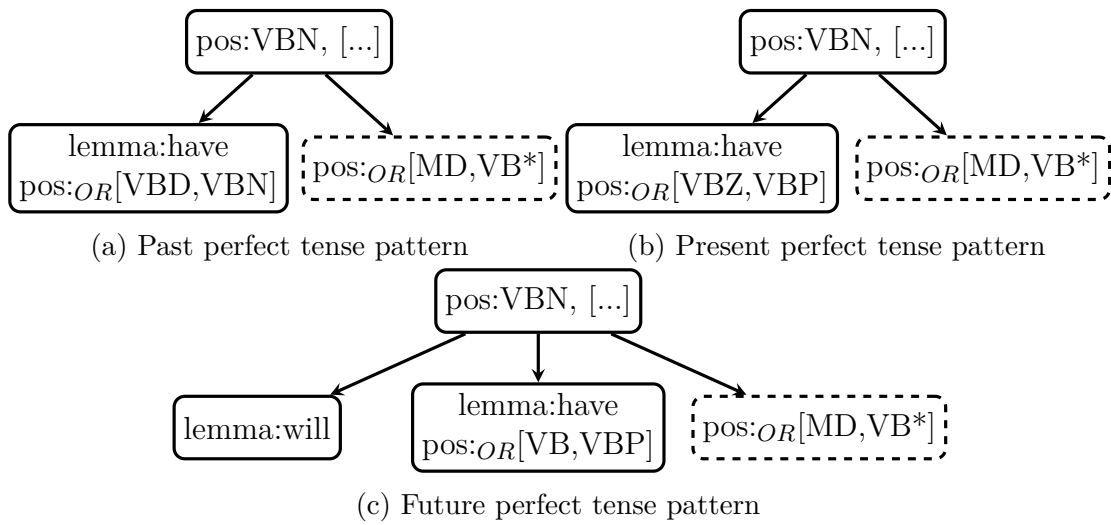 pos:VBN, [...]
lemma:have
pos:OR[VBD,VBN]
pos:OR[MD,VB*]
(a) Past perfect tense pattern
pos:VBN, [...]
lemma:have
pos:OR[VBZ,VBP]
pos:OR[MD,VB*]
(b) Present perfect tense pattern
pos:VBN, [...]
lemma:will
lemma:have
pos:OR[VB,VBP]
pos:OR[MD,VB*]
(c) Future perfect tense pattern